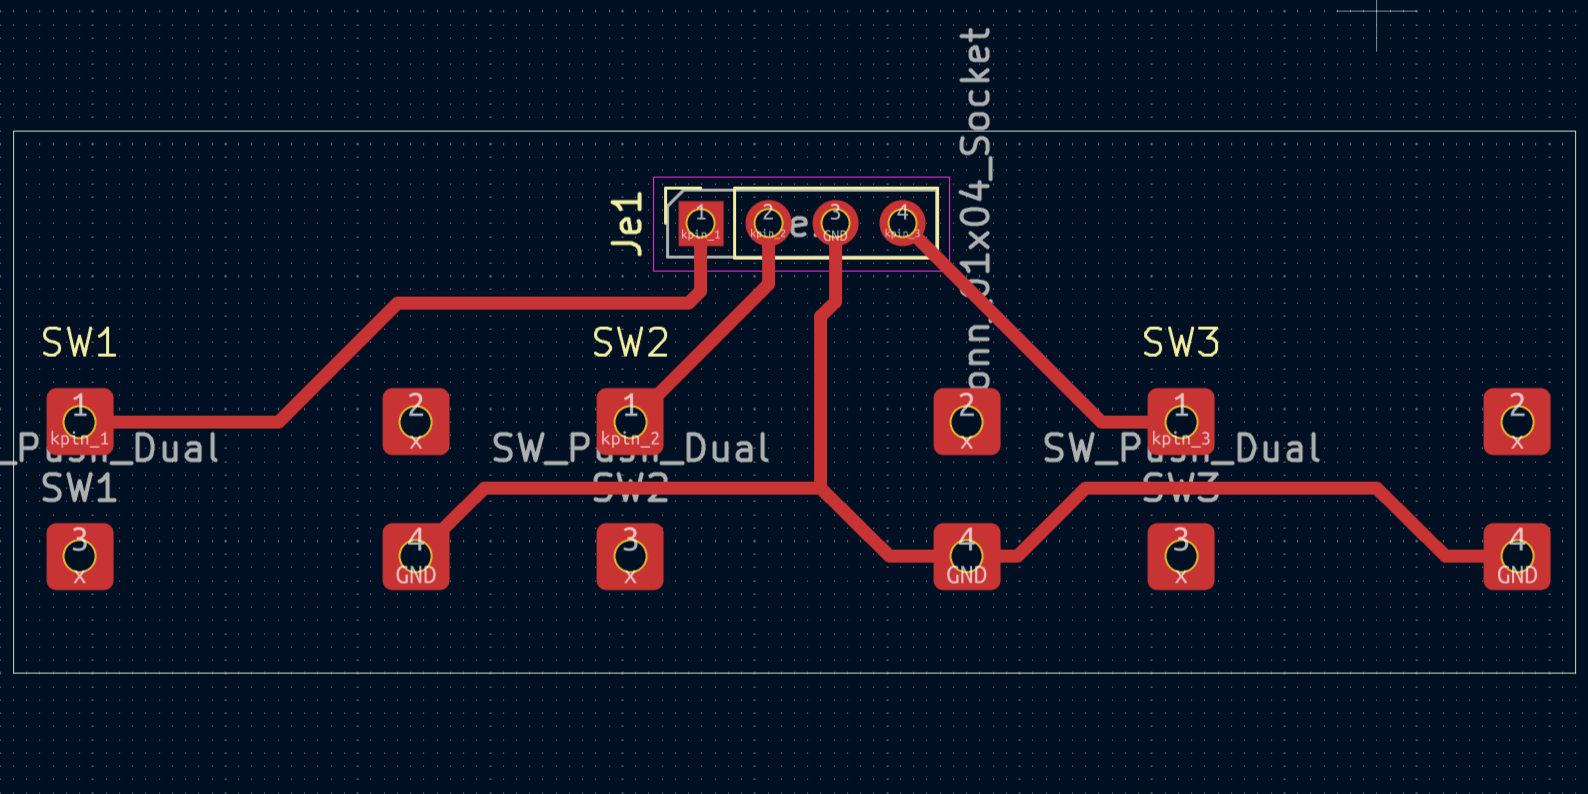 onn_01x04_Socket
Je1
1
kpin_1
2
kpin_2
e.
3
GND
4
kpin_3
SW1
SW2
SW3
1
kpin_1
2
x
1
kpin_2
2
x
1
kpin_3
2
x
_Push_Dual
SW_Push_Dual
SW_Push_Dual
SW1
SW2
SW3
3
x
4
GND
3
x
4
GND
3
x
4
GND